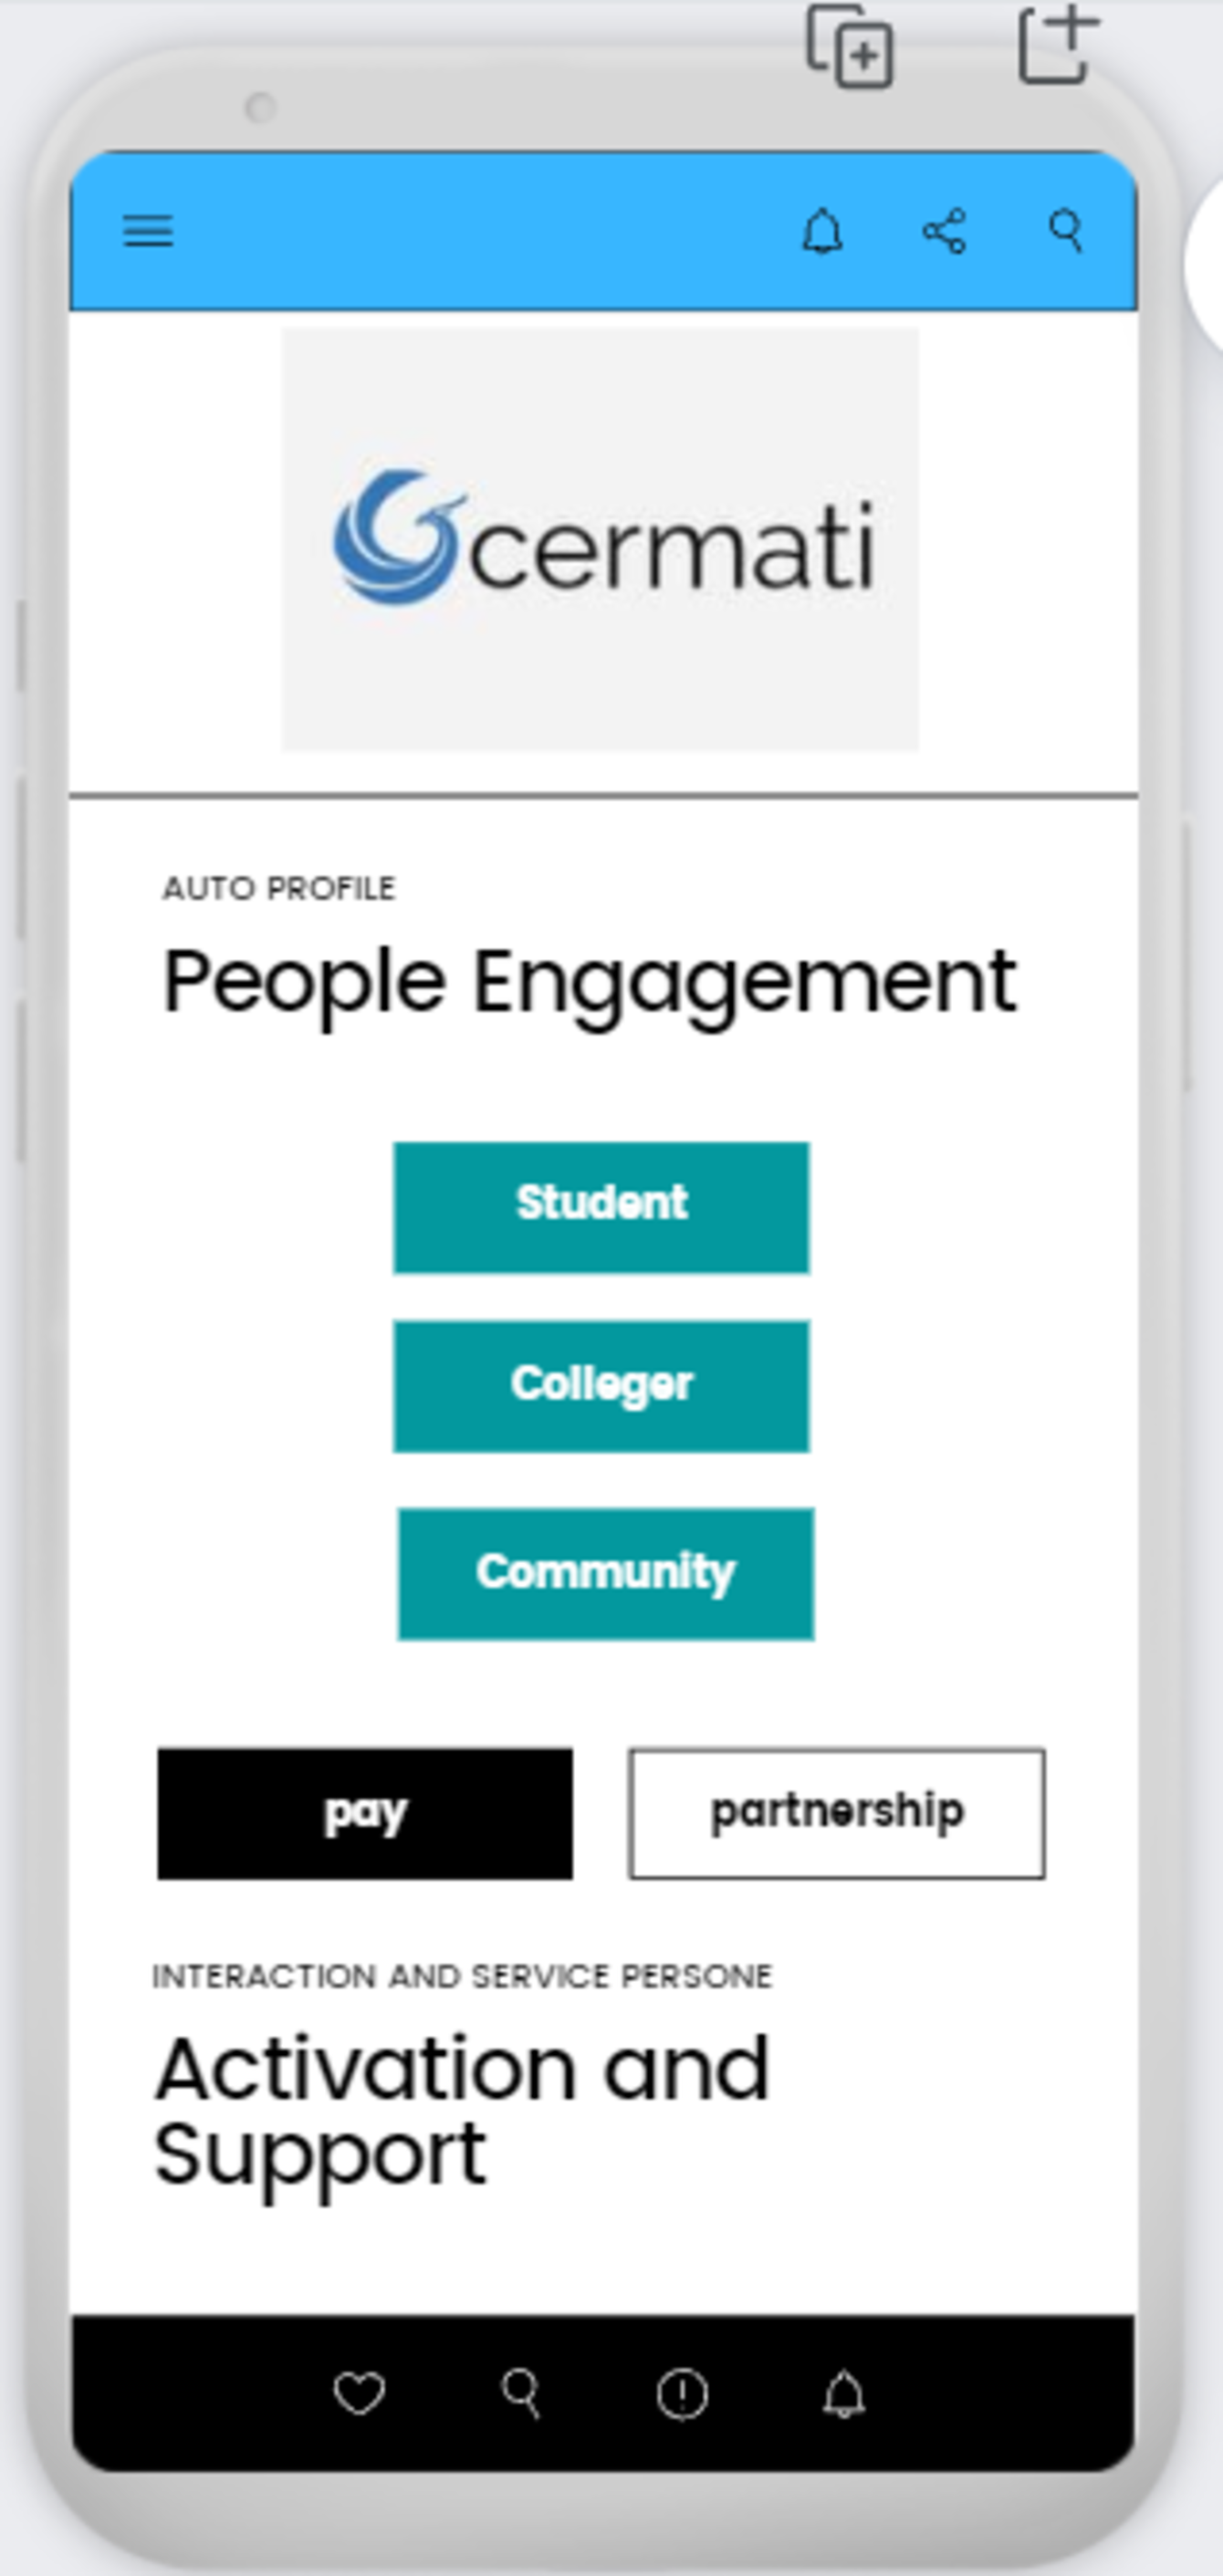 cermati
AUTO PROFILE
People Engagement
Student
Colleger
Community
pay
partnership
INTERACTION AND SERVICE PERSONE
Activation and
Support